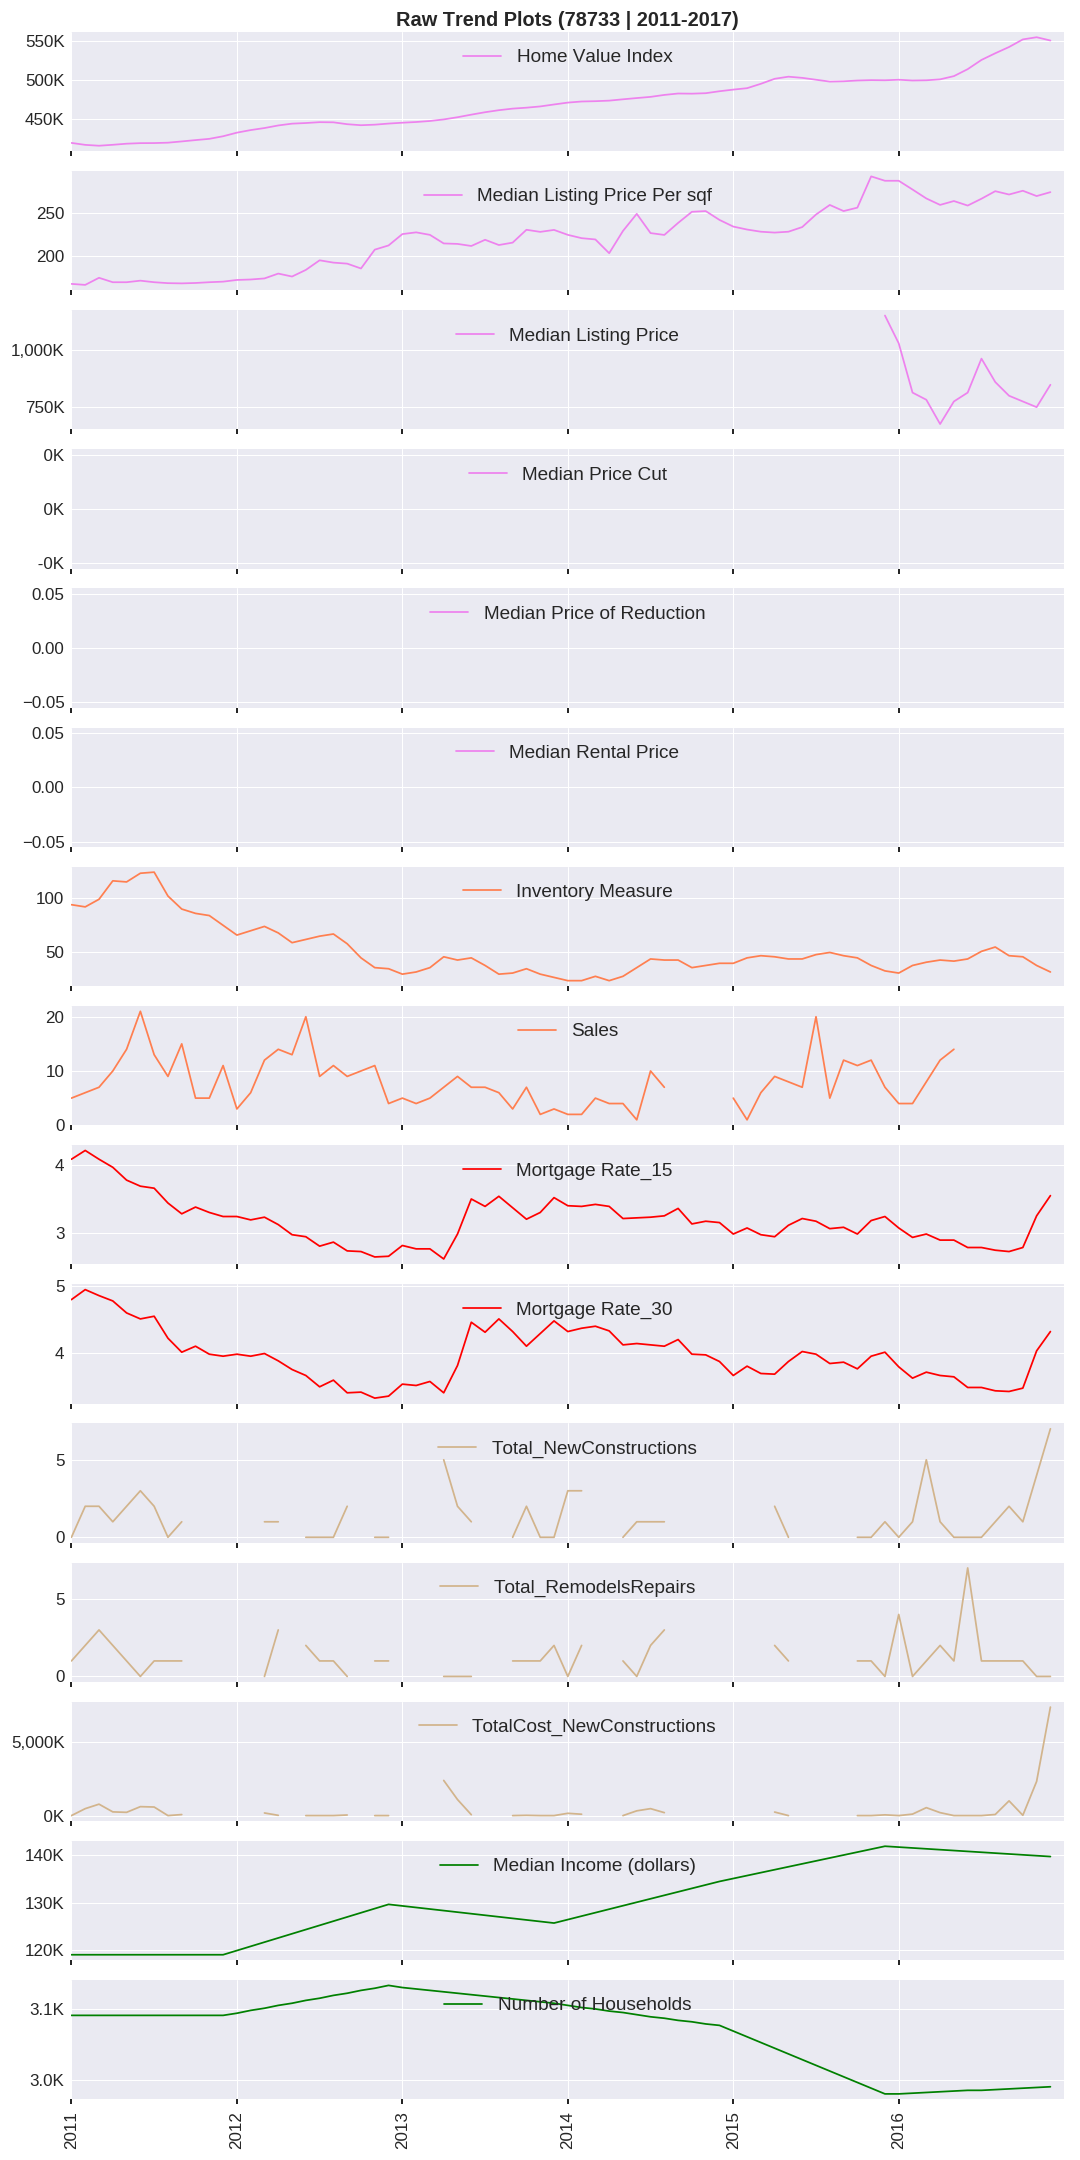 Raw Trend Plots (78733 | 2011-2017)
550K
500K
450K
Home Value Index
250
200
Median Listing Price Per sqf
1,000K
750K
Median Listing Price
0K
0K
-0K
Median Price Cut
0.05
0.00
−0.05
Median Price of Reduction
0.05
0.00
−0.05
Median Rental Price
100
50
Inventory Measure
20
10
0
Sales
4
3
Mortgage Rate_15
5
4
Mortgage Rate_30
5
0
Total_NewConstructions
5
0
Total_RemodelsRepairs
5,000K
0K
TotalCost_NewConstructions
140K
130K
120K
Median Income (dollars)
3.1K
3.0K
Number of Households
2011
2012
2013
2014
2015
2016